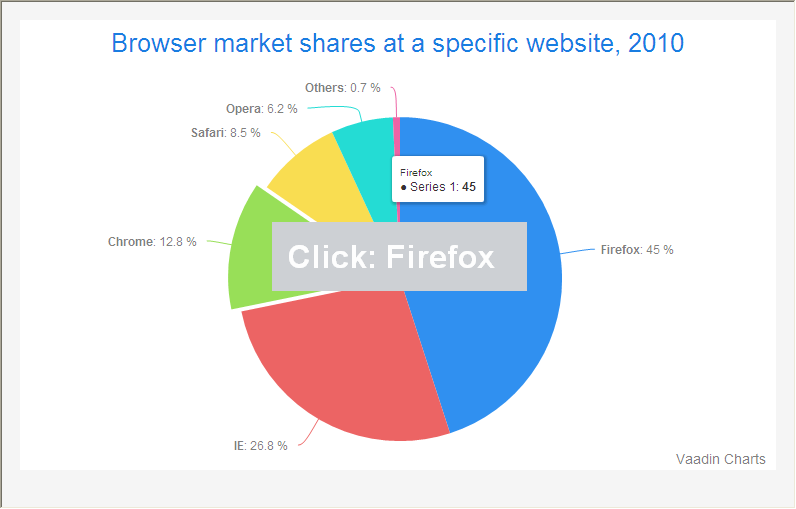 Browser market shares at a specific website, 2010
Others: 0.7 %
Opera: 6.2 %
Safari: 8.5 %
Firefox
● Series 1: 45
Chrome: 12.8 %
Click: Firefox
Firefox: 45 %
IE: 26.8 %
Vaadin Charts